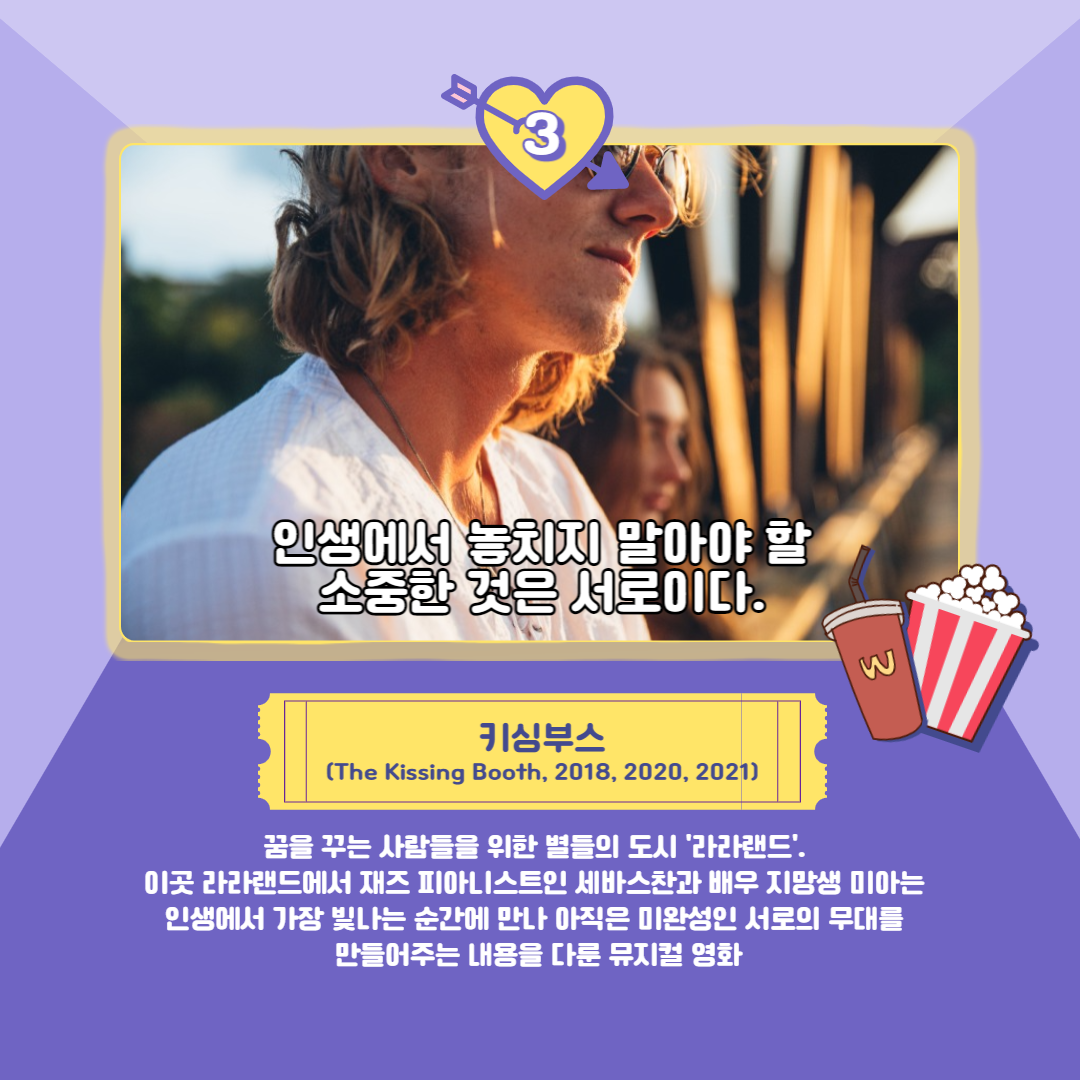 3
인생에서 놓치지 말아야 할
소중한 것은 서로이다.
W
키싱부스
(The Kissing Booth, 2018, 2020, 2021)
꿈을 꾸는 사람들을 위한 별들의 도시 '라라랜드'.
이곳 라라랜드에서 재즈 피아니스트인 세바스찬과 배우 지망생 미아는
인생에서 가장 빛나는 순간에 만나 아직은 미완성인 서로의 무대를
만들어주는 내용을 다룬 뮤지컬 영화